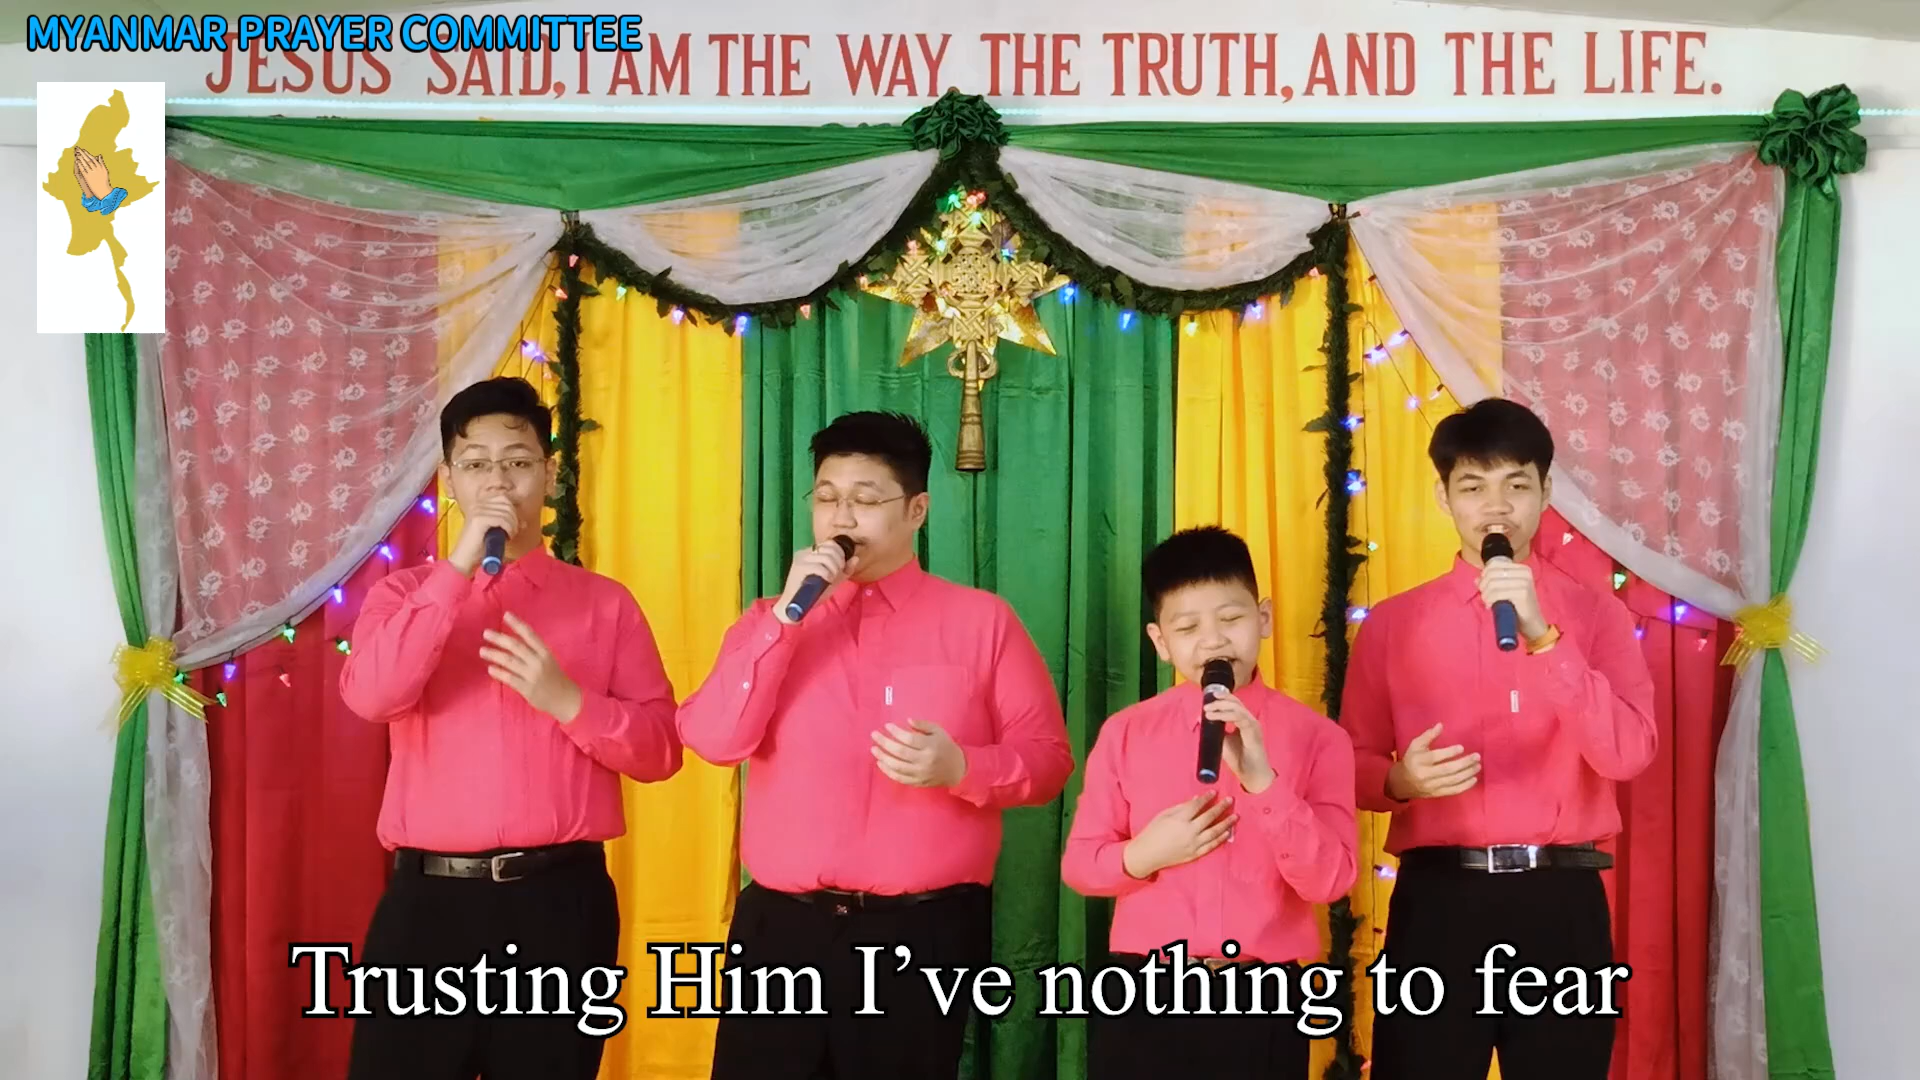 MYANMAR PRAYER COMMITTEE
JESUS SAID, I AM THE WAY, THE TRUTH, AND THE LIFE.
Trusting Him I’ve nothing to fear